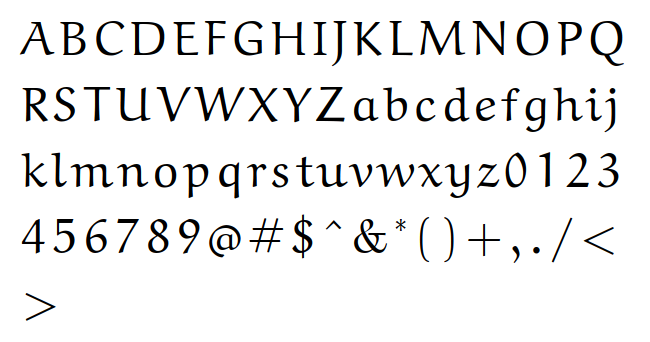 ABCDEFGHIJKLMNOPQ
RSTUVWXYZabcdefghij
klmnopqrstuvwxyz0123
456789@#$^&*()+,./<
>